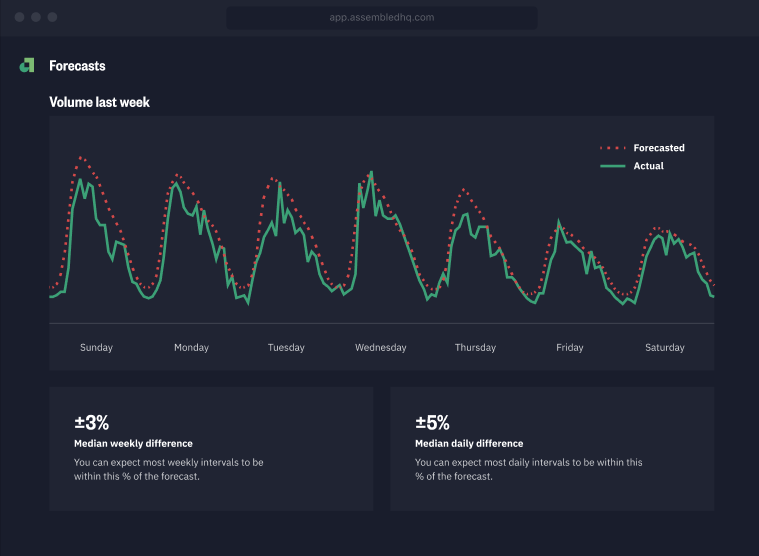 app.assembledhq.com
Forecasts
Volume last week
Forecasted
Actual
Sunday Monday Tuesday Wednesday Thursday Friday Saturday
±3%
Median weekly difference
You can expect most weekly intervals to be
within this % of the forecast.
±5%
Median daily difference
You can expect most daily intervals to be within this
% of the forecast.